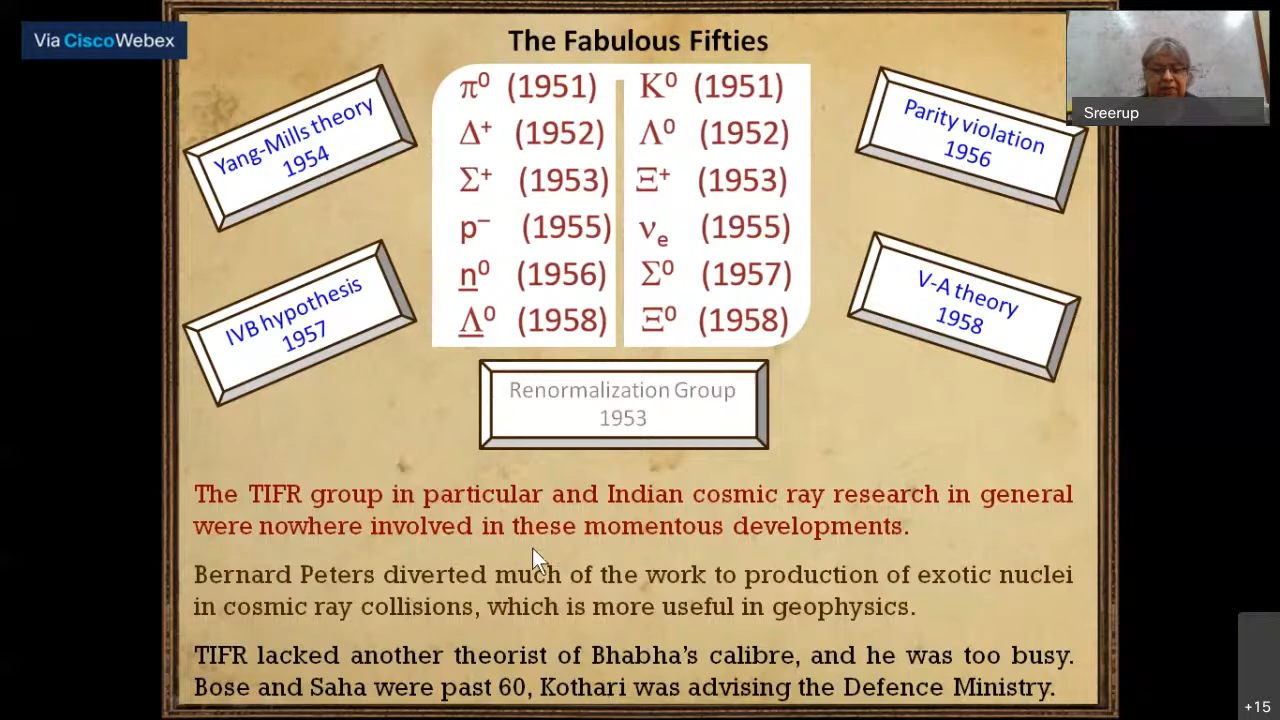 Via Cisco Webex
The Fabulous Fifties
Sreerup
Yang-Mills theory
1954
π⁰ (1951) K⁰ (1951)
Δ⁺ (1952) Λ⁰ (1952)
Σ⁺ (1953) Ξ⁺ (1953)
p⁻ (1955) νₑ (1955)
n̲⁰ (1956) Σ⁰ (1957)
Λ̲⁰ (1958) Ξ⁰ (1958)
Parity violation
1956
IVB hypothesis
1957
V-A theory
1958
Renormalization Group
1953
The TIFR group in particular and Indian cosmic ray research in general
were nowhere involved in these momentous developments.
Bernard Peters diverted much of the work to production of exotic nuclei
in cosmic ray collisions, which is more useful in geophysics.
TIFR lacked another theorist of Bhabha's calibre, and he was too busy.
Bose and Saha were past 60, Kothari was advising the Defence Ministry.
+15